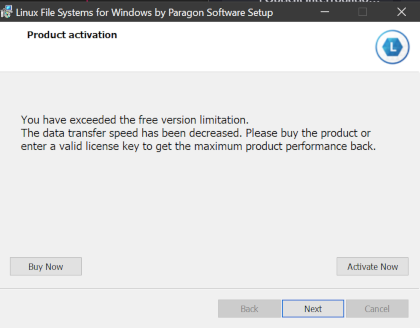 Linux File Systems for Windows by Paragon Software Setup
Product activation
L
You have exceeded the free version limitation.
The data transfer speed has been decreased. Please buy the product or
enter a valid license key to get the maximum product performance back.
Buy Now
Activate Now
Back
Next
Cancel